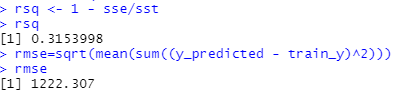 > rsq <- 1 - sse/sst
> rsq
[1] 0.3153998
> rmse=sqrt(mean(sum((y_predicted - train_y)^2)))
> rmse
[1] 1222.307